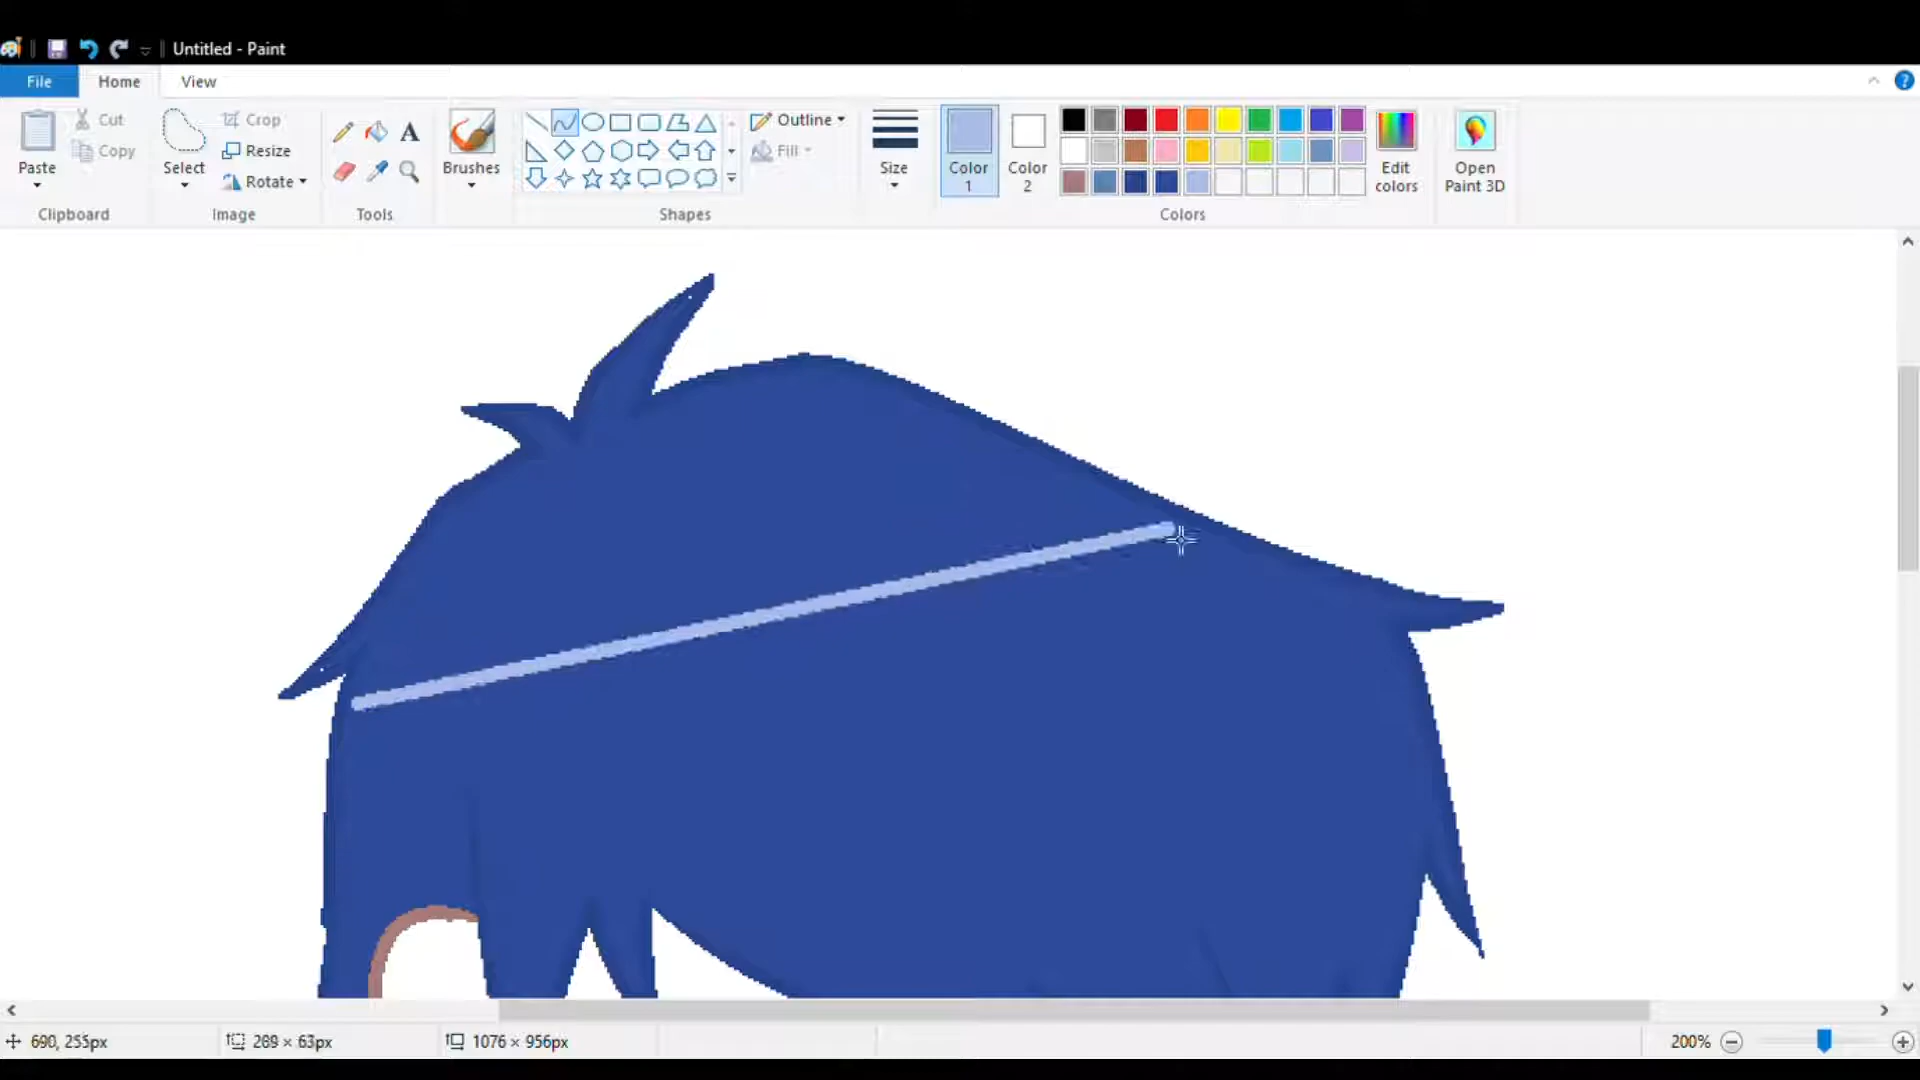 Untitled - Paint
File Home View
Paste Cut Copy
Select Crop Resize Rotate
A
Brushes
Outline Fill
Size
Color 1
Color 2
Edit colors
Open Paint 3D
Clipboard Image Tools Shapes Colors
690, 255px 289 × 63px 1076 × 956px 200%